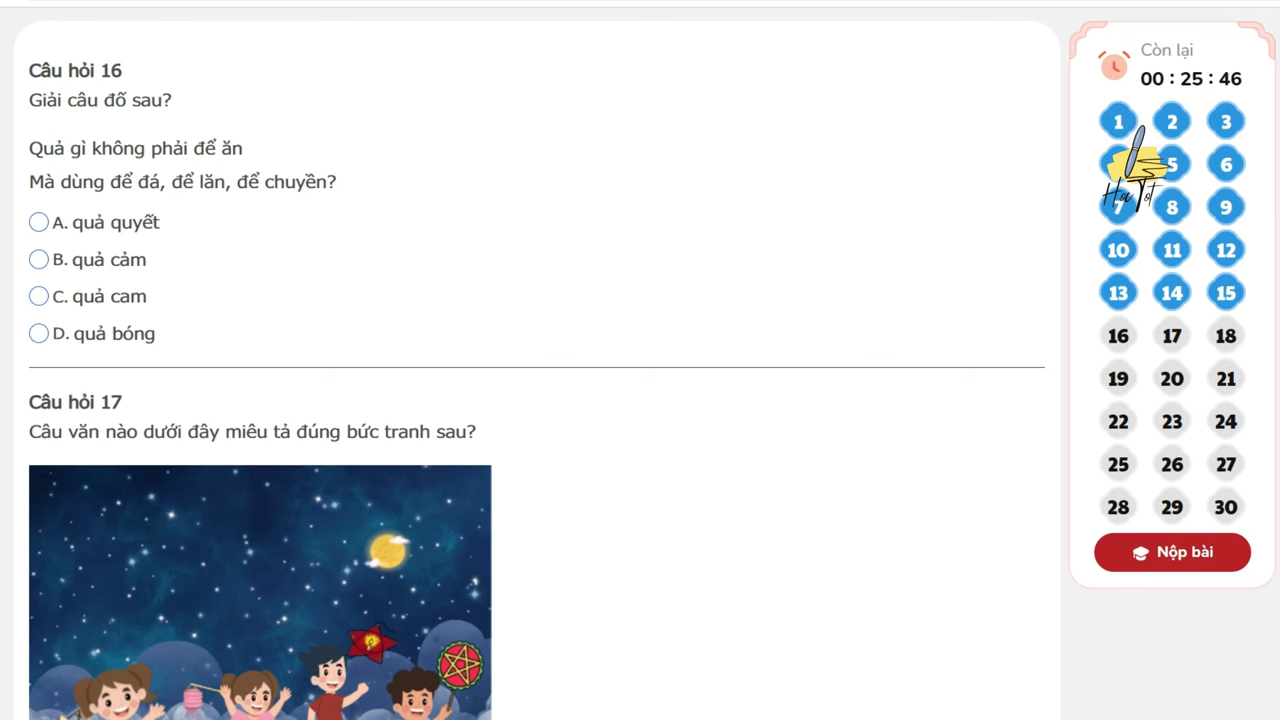 Câu hỏi 16
Giải câu đố sau?
Quả gì không phải để ăn
Mà dùng để đá, để lăn, để chuyền?
A. quả quyết
B. quả cảm
C. quả cam
D. quả bóng
Câu hỏi 17
Câu văn nào dưới đây miêu tả đúng bức tranh sau?
Còn lại
00 : 25 : 46
1 2 3
5 6
7 8 9
10 11 12
13 14 15
16 17 18
19 20 21
22 23 24
25 26 27
28 29 30
Nộp bài
Học Tot